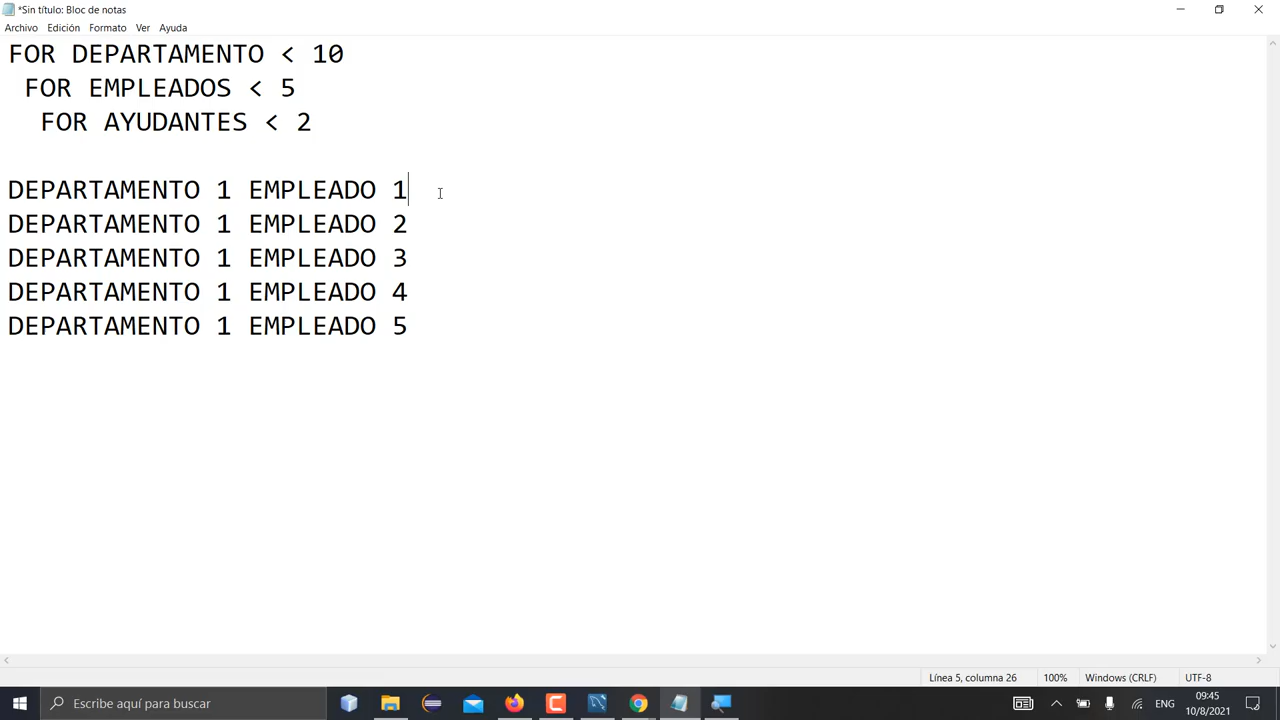 *Sin título: Bloc de notas
Archivo Edición Formato Ver Ayuda
FOR DEPARTAMENTO < 10
FOR EMPLEADOS < 5
FOR AYUDANTES < 2
DEPARTAMENTO 1 EMPLEADO 1
DEPARTAMENTO 1 EMPLEADO 2
DEPARTAMENTO 1 EMPLEADO 3
DEPARTAMENTO 1 EMPLEADO 4
DEPARTAMENTO 1 EMPLEADO 5
Línea 5, columna 26 100% Windows (CRLF) UTF-8
Escribe aquí para buscar
ENG
09:45
10/8/2021